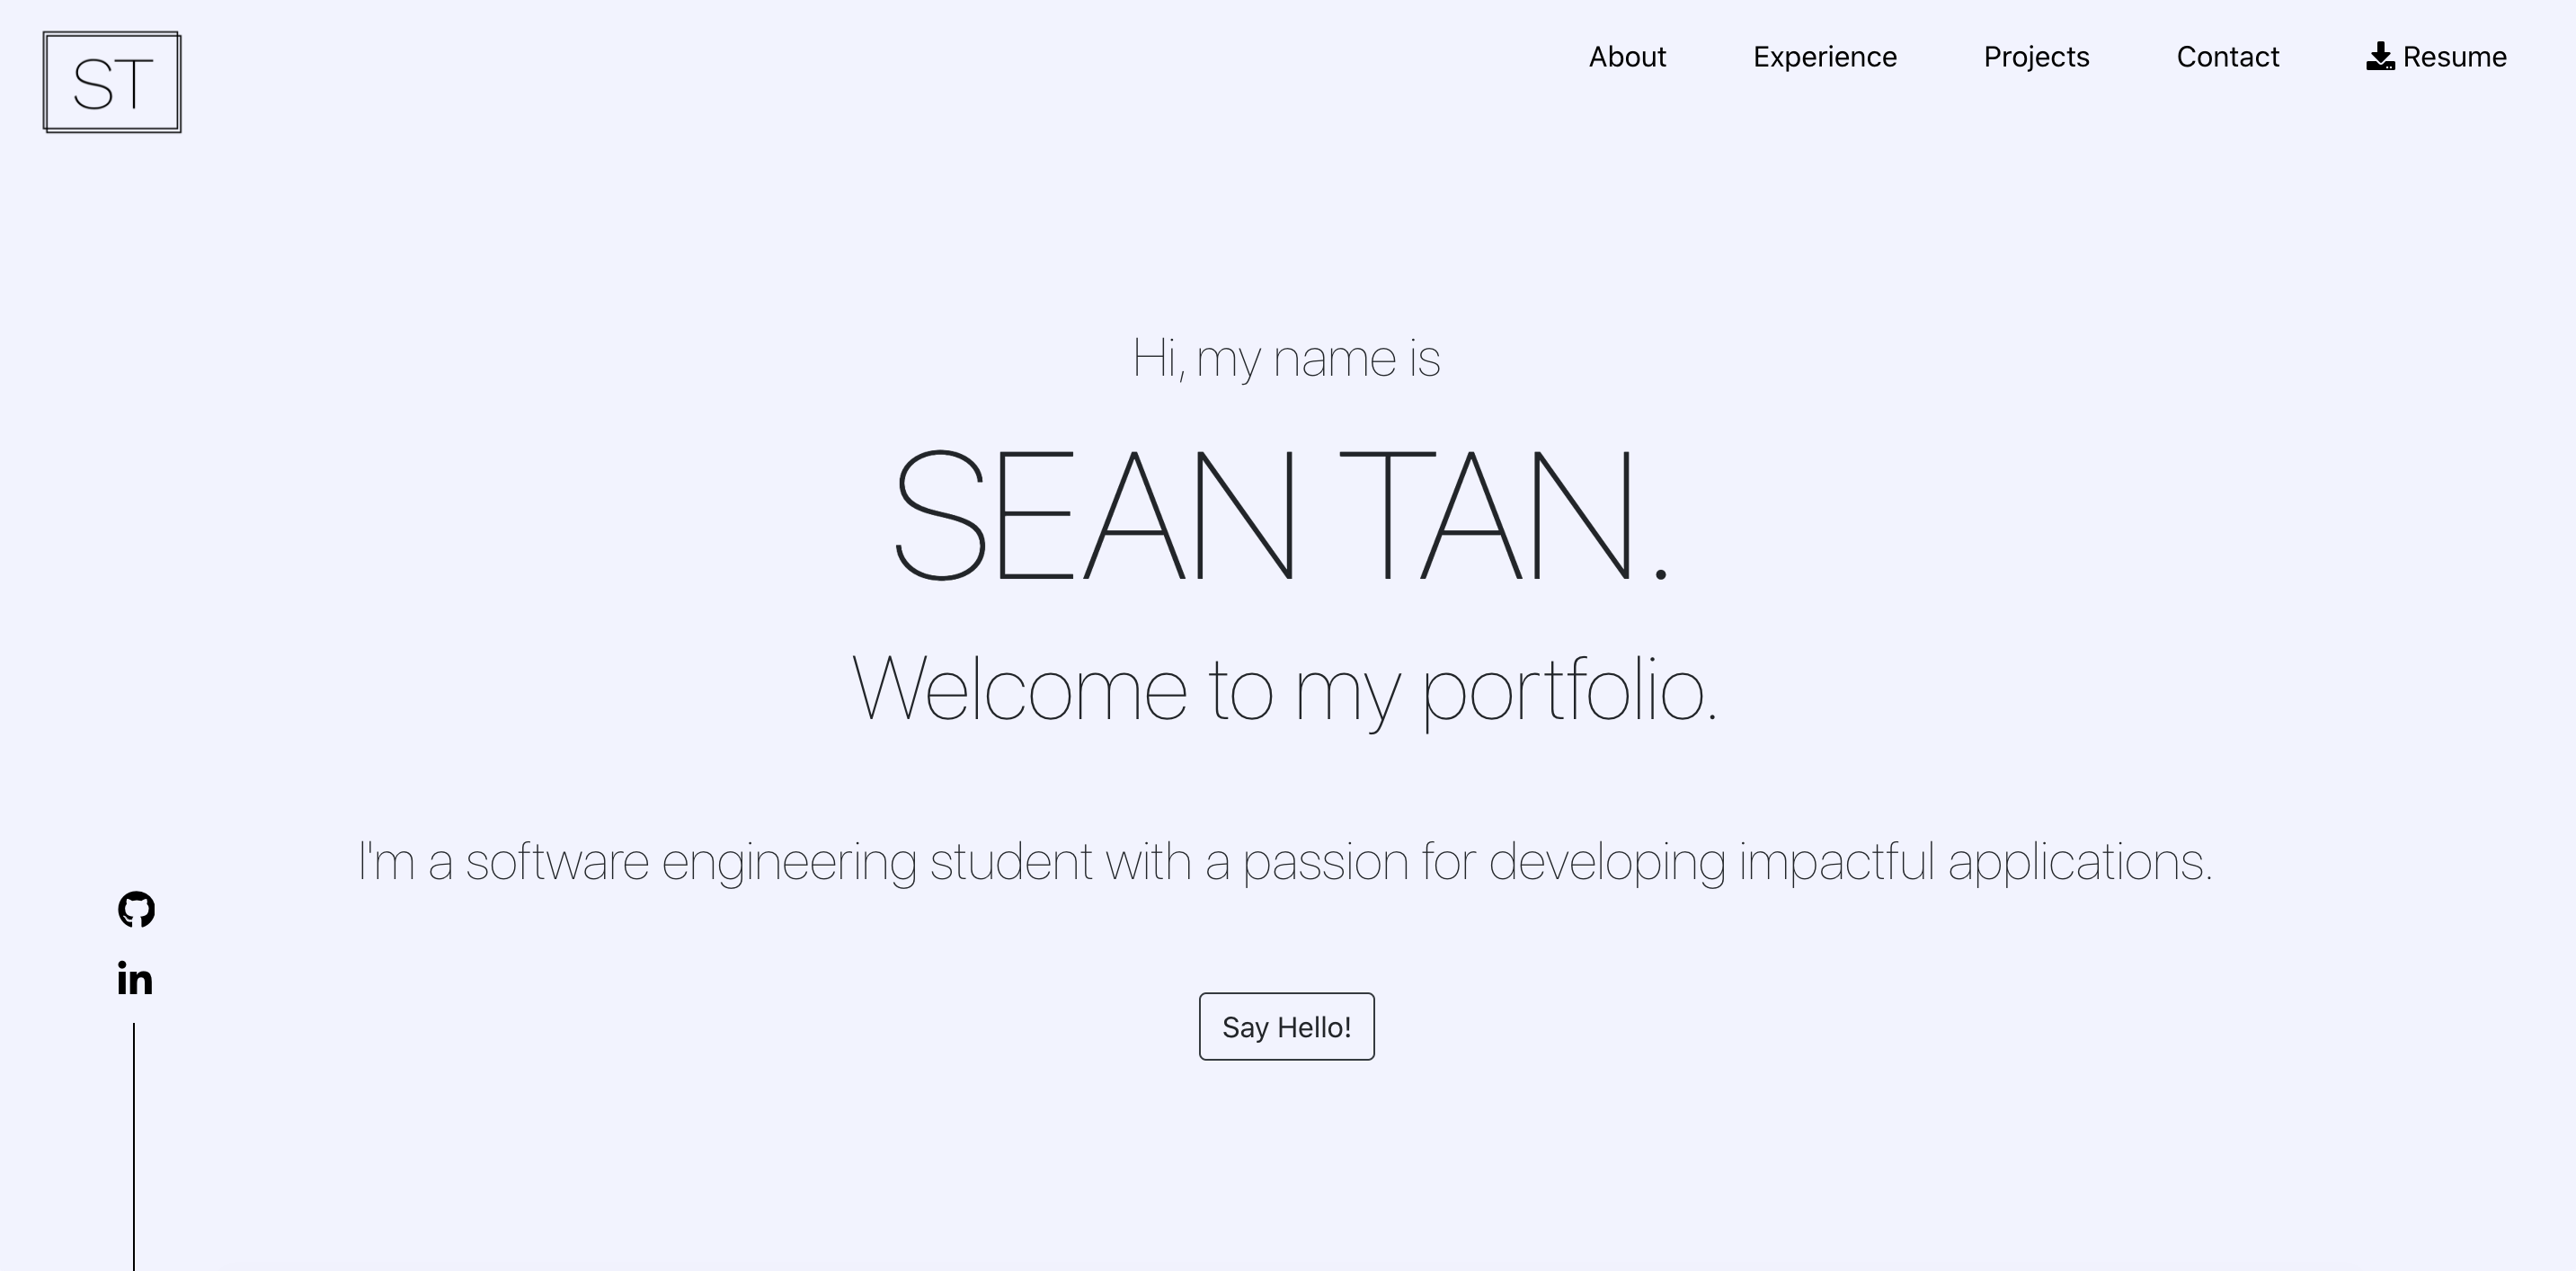 ST
About Experience Projects Contact Resume
Hi, my name is
SEAN TAN.
Welcome to my portfolio.
I'm a software engineering student with a passion for developing impactful applications.
in
Say Hello!